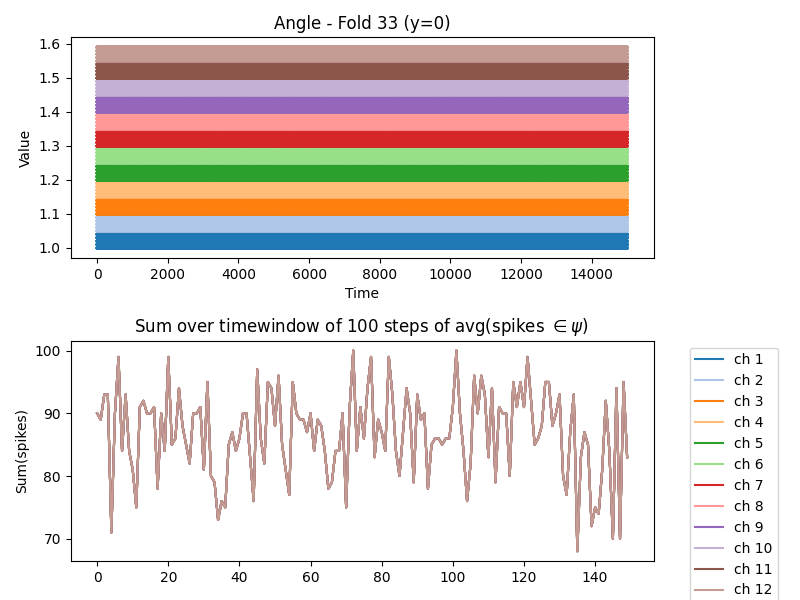 Angle - Fold 33 (y=0)
Value
1.6
1.5
1.4
1.3
1.2
1.1
1.0
0 2000 4000 6000 8000 10000 12000 14000
Time
Sum over timewindow of 100 steps of avg(spikes ∈ ψ)
Sum(spikes)
100
90
80
70
0 20 40 60 80 100 120 140
ch 1
ch 2
ch 3
ch 4
ch 5
ch 6
ch 7
ch 8
ch 9
ch 10
ch 11
ch 12